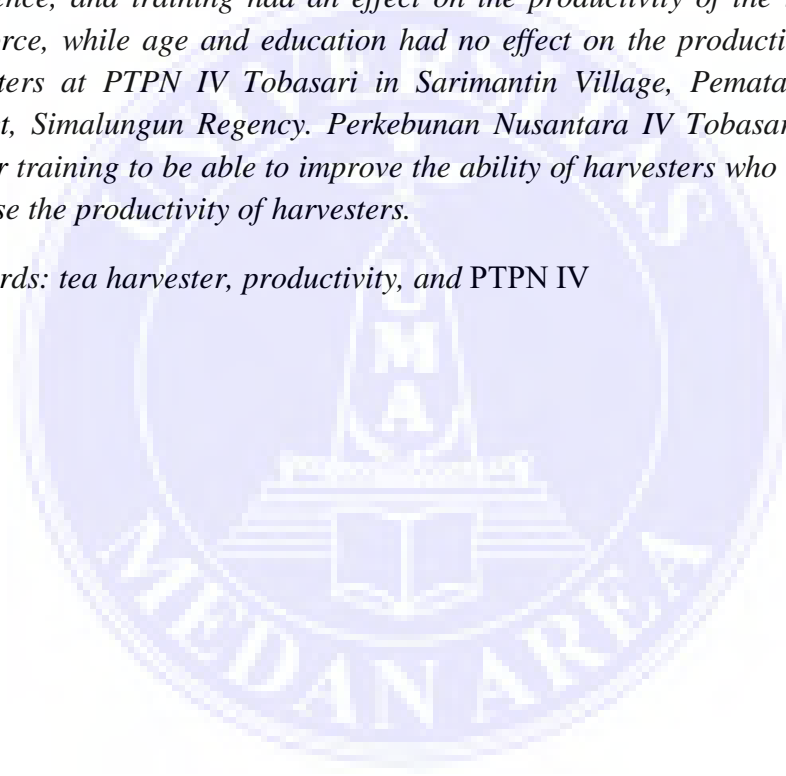 ence, and training had an effect on the productivity of the
orce, while age and education had no effect on the producti
ters at PTPN IV Tobasari in Sarimantin Village, Pemata
t, Simalungun Regency. Perkebunan Nusantara IV Tobasar
r training to be able to improve the ability of harvesters who
se the productivity of harvesters.
rds: tea harvester, productivity, and PTPN IV
UNIVERSITAS
UMA
MEDAN AREA